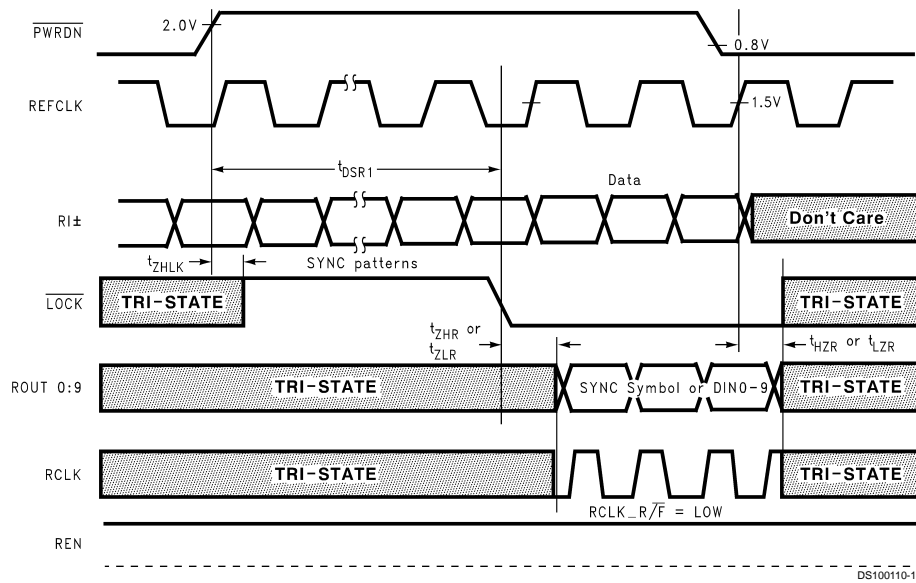 PWRDN
2.0V
0.8V
REFCLK
1.5V
tDSR1
Data
RI±
Don't Care
tZHLK
SYNC patterns
LOCK
TRI-STATE
TRI-STATE
tZHR or
tZLR
tHZR or tLZR
ROUT 0:9
TRI-STATE
SYNC Symbol or DIN0-9
TRI-STATE
RCLK
TRI-STATE
TRI-STATE
RCLK_R/F = LOW
REN
DS100110-1